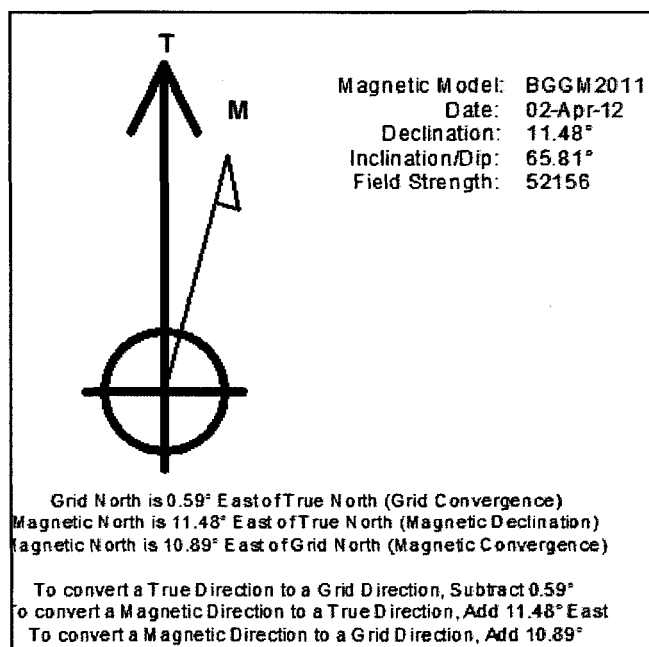 T
M
Magnetic Model: BGGM2011
Date: 02-Apr-12
Declination: 11.48°
Inclination/Dip: 65.81°
Field Strength: 52156
Grid North is 0.59° East of True North (Grid Convergence)
Magnetic North is 11.48° East of True North (Magnetic Declination)
Magnetic North is 10.89° East of Grid North (Magnetic Convergence)
To convert a True Direction to a Grid Direction, Subtract 0.59°
To convert a Magnetic Direction to a True Direction, Add 11.48° East
To convert a Magnetic Direction to a Grid Direction, Add 10.89°